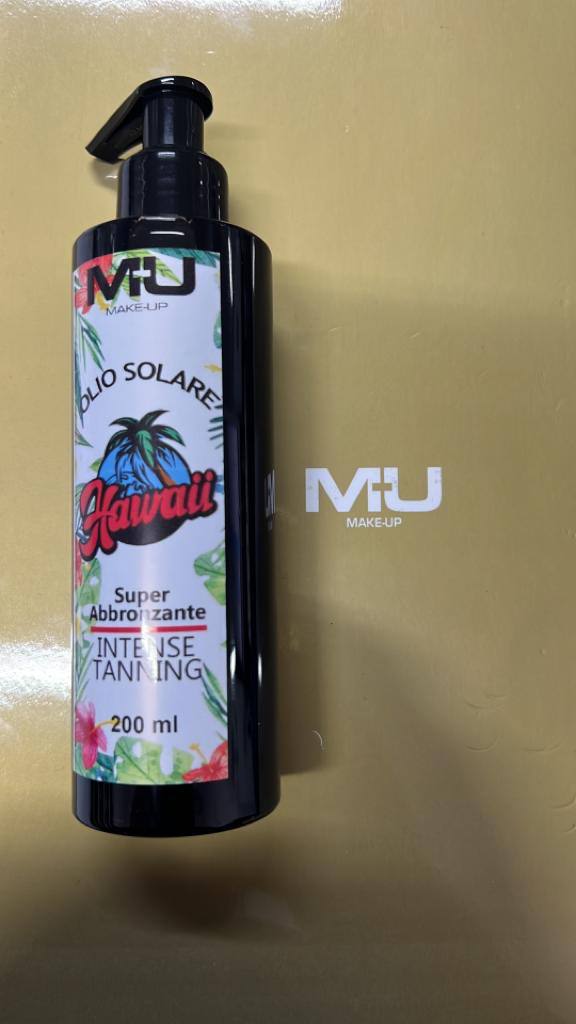 M+U
MAKE-UP
OLIO SOLARE
Hawaii
Super
Abbronzante
INTENSE
TANNING
200 ml
M+U
MAKE-UP